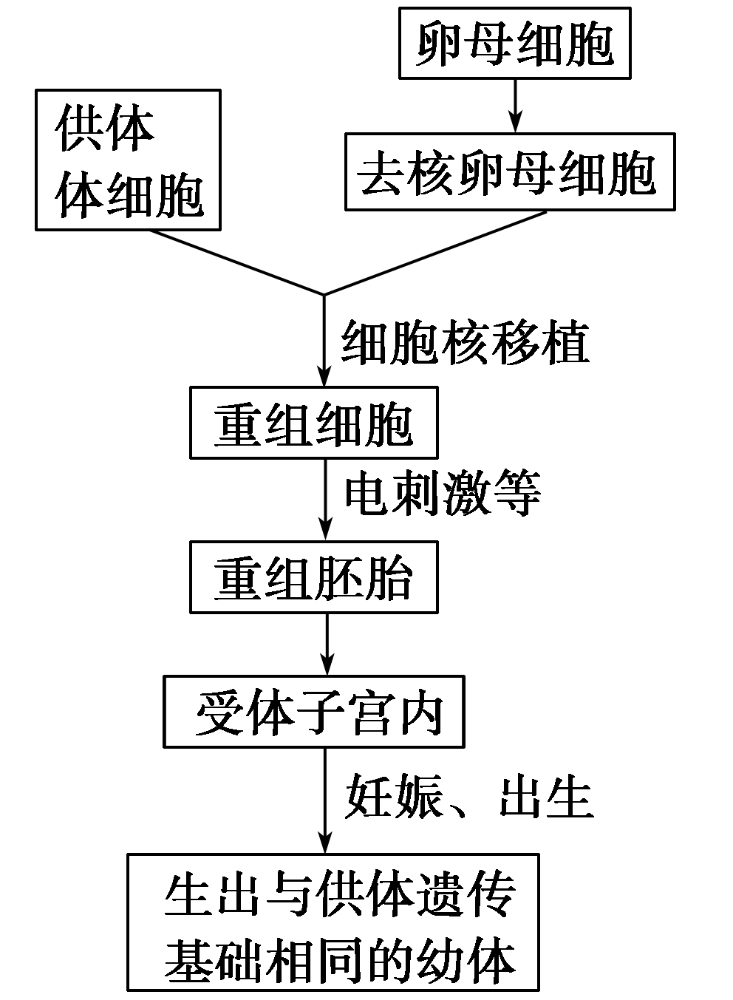 卵母细胞
供体
体细胞
去核卵母细胞
细胞核移植
重组细胞
电刺激等
重组胚胎
受体子宫内
妊娠、出生
生出与供体遗传
基础相同的幼体